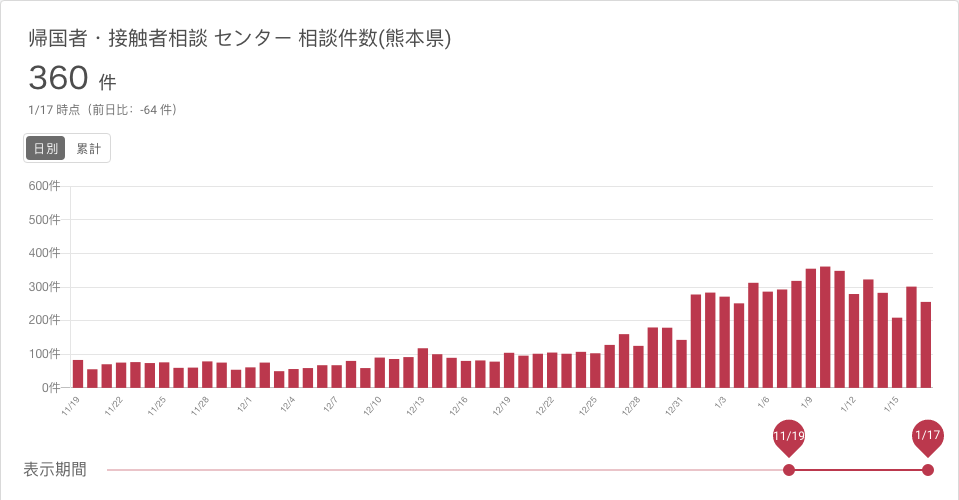 帰国者・接触者相談 センター 相談件数(熊本県)
360 件
1/17 時点（前日比：-64 件）
日別 累計
600件
500件
400件
300件
200件
100件
0件
11/19 11/22 11/25 11/28 12/1 12/4 12/7 12/10 12/13 12/16 12/19 12/22 12/25 12/28 12/31 1/3 1/6 1/9 1/12 1/15
11/19 1/17
表示期間